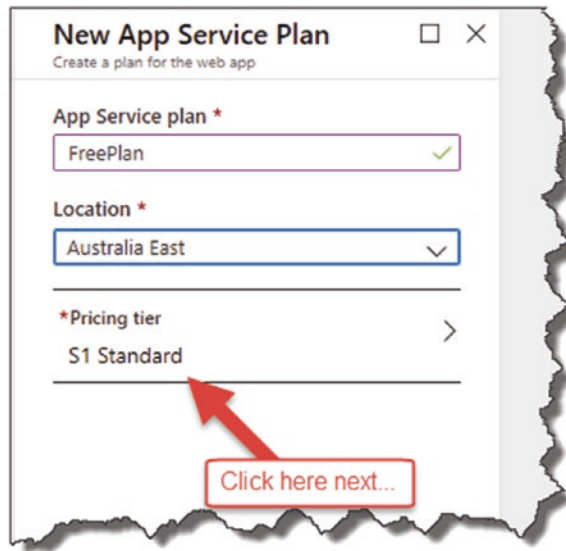 New App Service Plan
Create a plan for the web app
App Service plan *
FreePlan
Location *
Australia East
*Pricing tier
S1 Standard
Click here next...